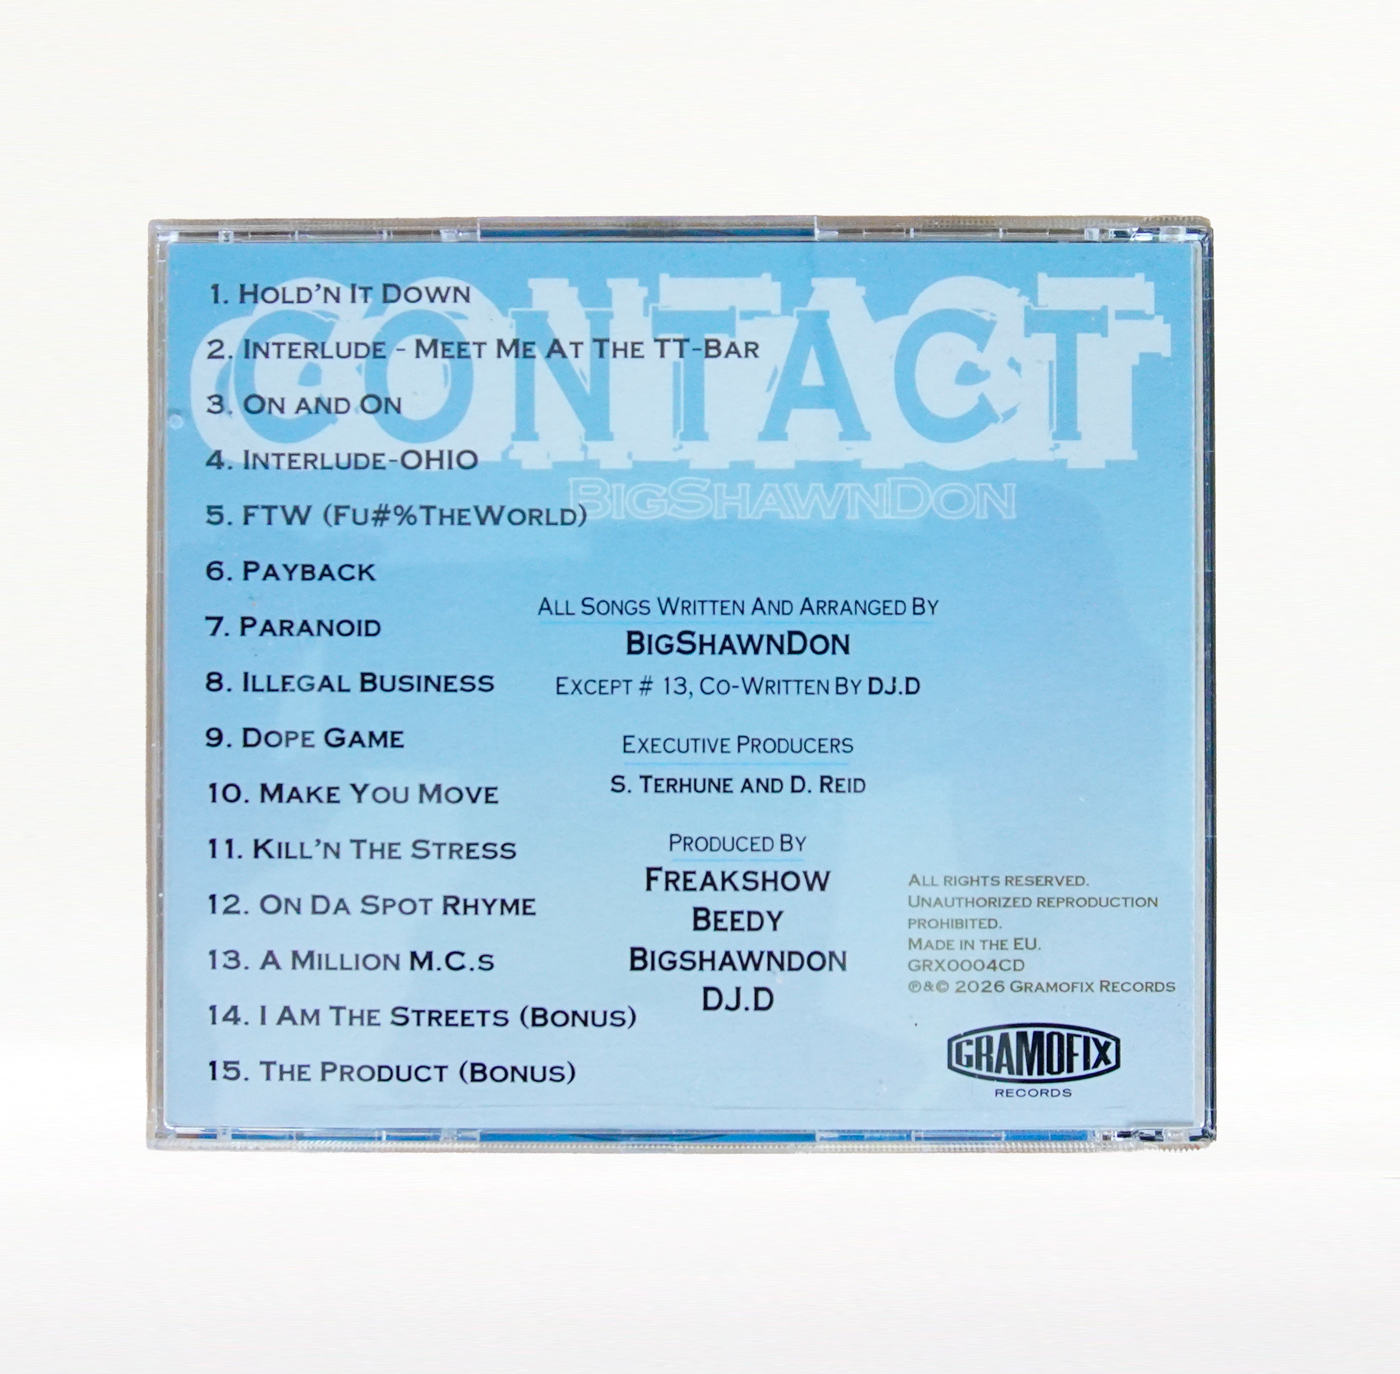 CONTACT
BIGSHAWNDON
1. HOLD'N IT DOWN
2. INTERLUDE - MEET ME AT THE TT-BAR
3. ON AND ON
4. INTERLUDE-OHIO
5. FTW (FU#%THEWORLD)
6. PAYBACK
7. PARANOID
8. ILLEGAL BUSINESS
9. DOPE GAME
10. MAKE YOU MOVE
11. KILL'N THE STRESS
12. ON DA SPOT RHYME
13. A MILLION M.C.S
14. I AM THE STREETS (BONUS)
15. THE PRODUCT (BONUS)
ALL SONGS WRITTEN AND ARRANGED BY
BIGSHAWNDON
EXCEPT # 13, CO-WRITTEN BY DJ.D
EXECUTIVE PRODUCERS
S. TERHUNE AND D. REID
PRODUCED BY
FREAKSHOW
BEEDY
BIGSHAWNDON
DJ.D
ALL RIGHTS RESERVED.
UNAUTHORIZED REPRODUCTION
PROHIBITED.
MADE IN THE EU.
GRX0004CD
℗&© 2026 GRAMOFIX RECORDS
GRAMOFIX
RECORDS